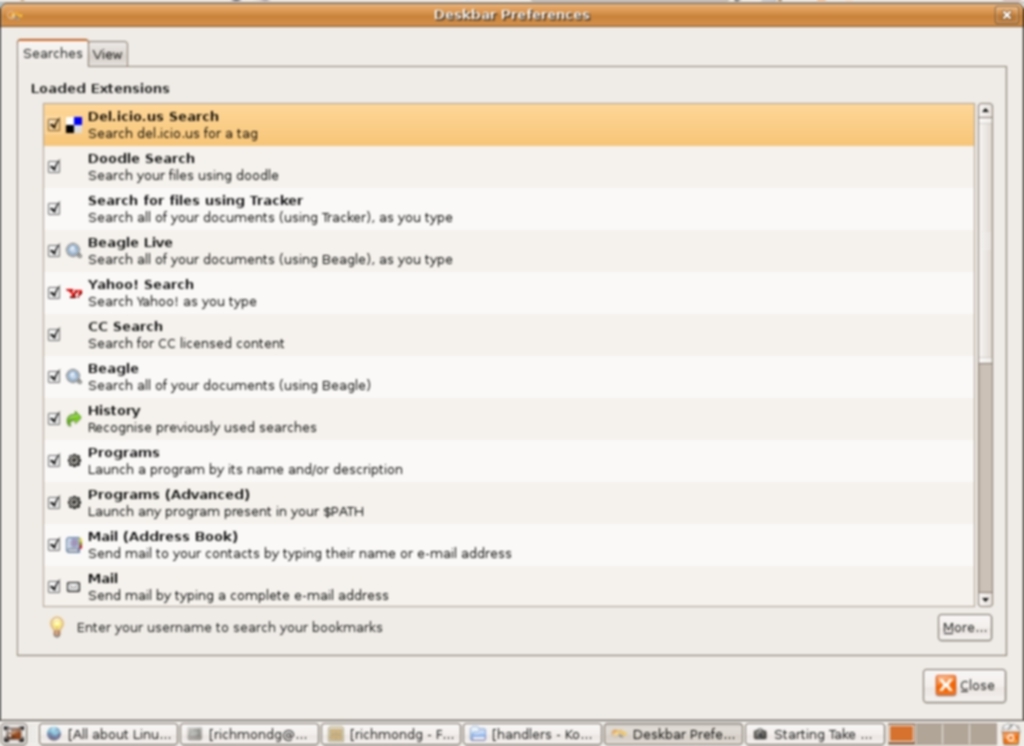 Deskbar Preferences
Searches
View
Loaded Extensions
Del.icio.us Search
Search del.icio.us for a tag
Doodle Search
Search your files using doodle
Search for files using Tracker
Search all of your documents (using Tracker), as you type
Beagle Live
Search all of your documents (using Beagle), as you type
Yahoo! Search
Search Yahoo! as you type
CC Search
Search for CC licensed content
Beagle
Search all of your documents (using Beagle)
History
Recognise previously used searches
Programs
Launch a program by its name and/or description
Programs (Advanced)
Launch any program present in your $PATH
Mail (Address Book)
Send mail to your contacts by typing their name or e-mail address
Mail
Send mail by typing a complete e-mail address
Enter your username to search your bookmarks
More...
Close
[All about Linu... [richmondg@... [richmondg - F... [handlers - Ko... Deskbar Prefe... Starting Take ...